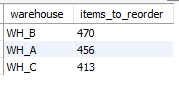 warehouse items_to_reorder
WH_B 470
WH_A 456
WH_C 413